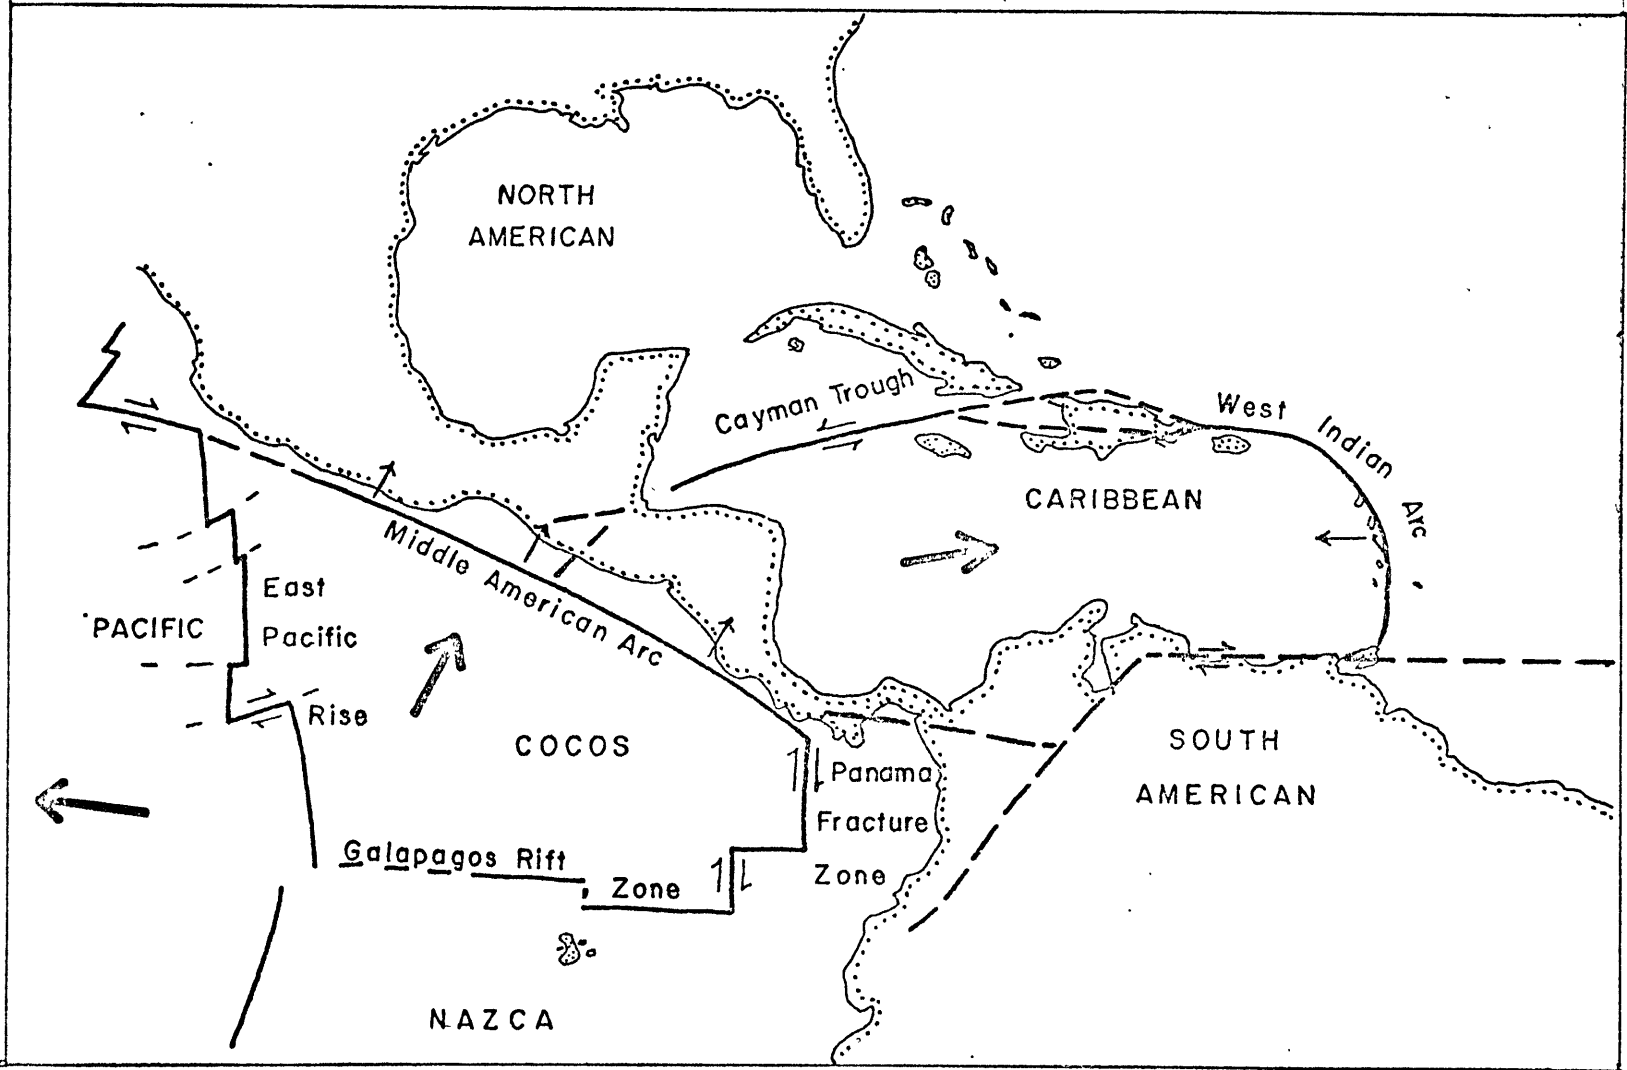 NORTH
AMERICAN
Cayman Trough
West Indian Arc
CARIBBEAN
Middle American Arc
East
Pacific
Rise
PACIFIC
COCOS
SOUTH
AMERICAN
Panama
Fracture
Zone
Galapagos Rift
Zone
NAZCA